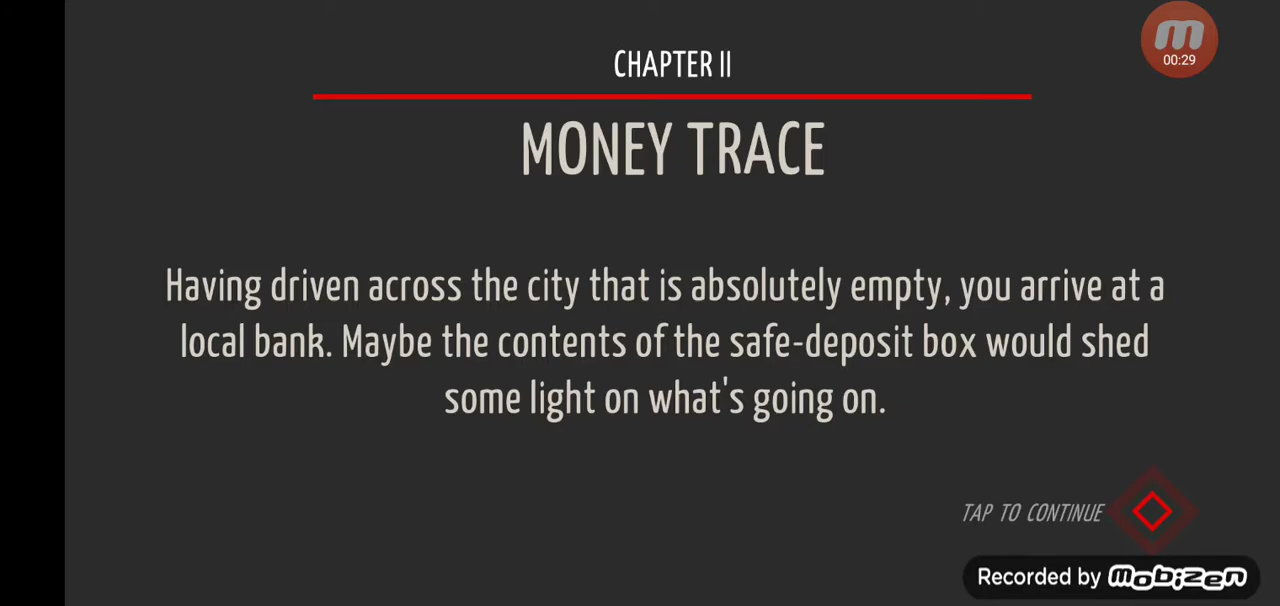 00:29
CHAPTER II
MONEY TRACE
Having driven across the city that is absolutely empty, you arrive at a
local bank. Maybe the contents of the safe-deposit box would shed
some light on what's going on.
TAP TO CONTINUE
Recorded by mobizen